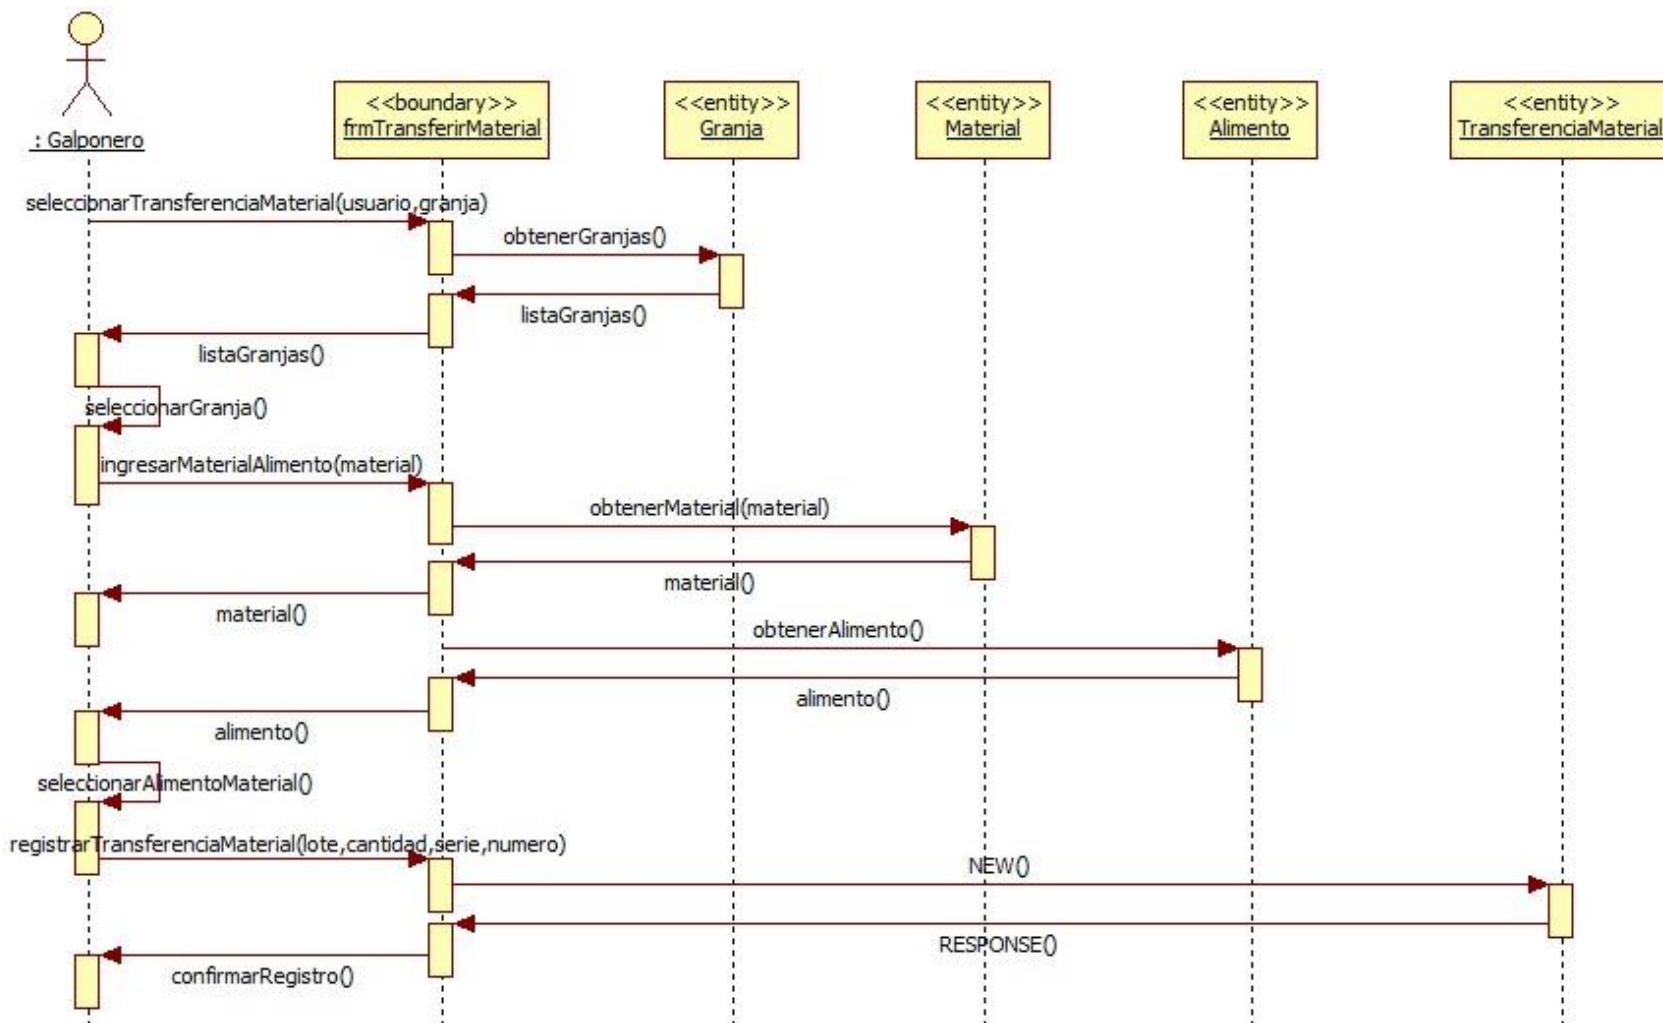 <<boundary>>
frmTransferirMaterial
<<entity>>
Granja
<<entity>>
Material
<<entity>>
Alimento
<<entity>>
TransferenciaMaterial
: Galponero
seleccionarTransferenciaMaterial(usuario,granja)
obtenerGranjas()
listaGranjas()
listaGranjas()
seleccionarGranja()
ingresarMaterialAlimento(material)
obtenerMaterial(material)
material()
material()
obtenerAlimento()
alimento()
alimento()
seleccionarAlimentoMaterial()
registrarTransferenciaMaterial(lote,cantidad,serie,numero)
NEW()
RESPONSE()
confirmarRegistro()